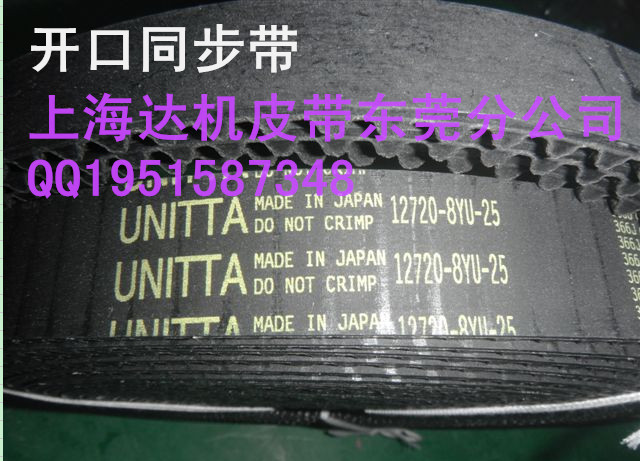 开口同步带
上海达机皮带东莞分公司
QQ1951587348
UNITTA MADE IN JAPAN 12720-8YU-25
DO NOT CRIMP
UNITTA MADE IN JAPAN 12720-8YU-25
DO NOT CRIMP
UNITTA MADE IN JAPAN 12720-8YU-25